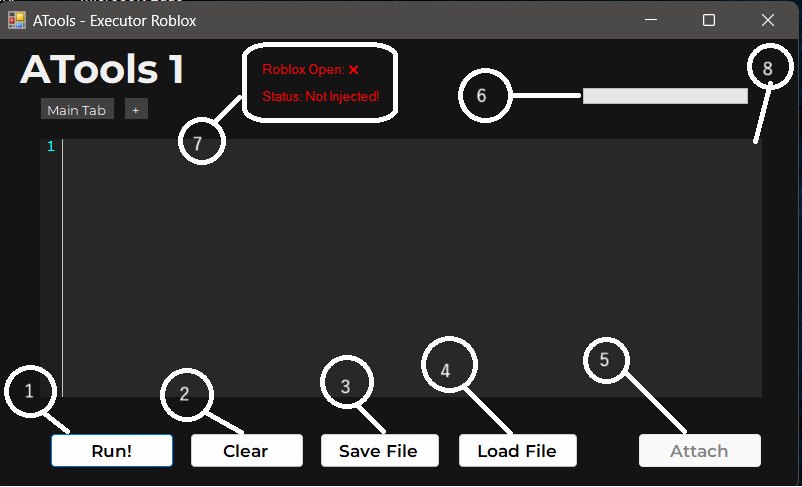 ATools - Executor Roblox
ATools 1
Roblox Open: ❌
Status: Not Injected!
8
6
Main Tab
+
7
1
1
2
3
4
5
Run!
Clear
Save File
Load File
Attach